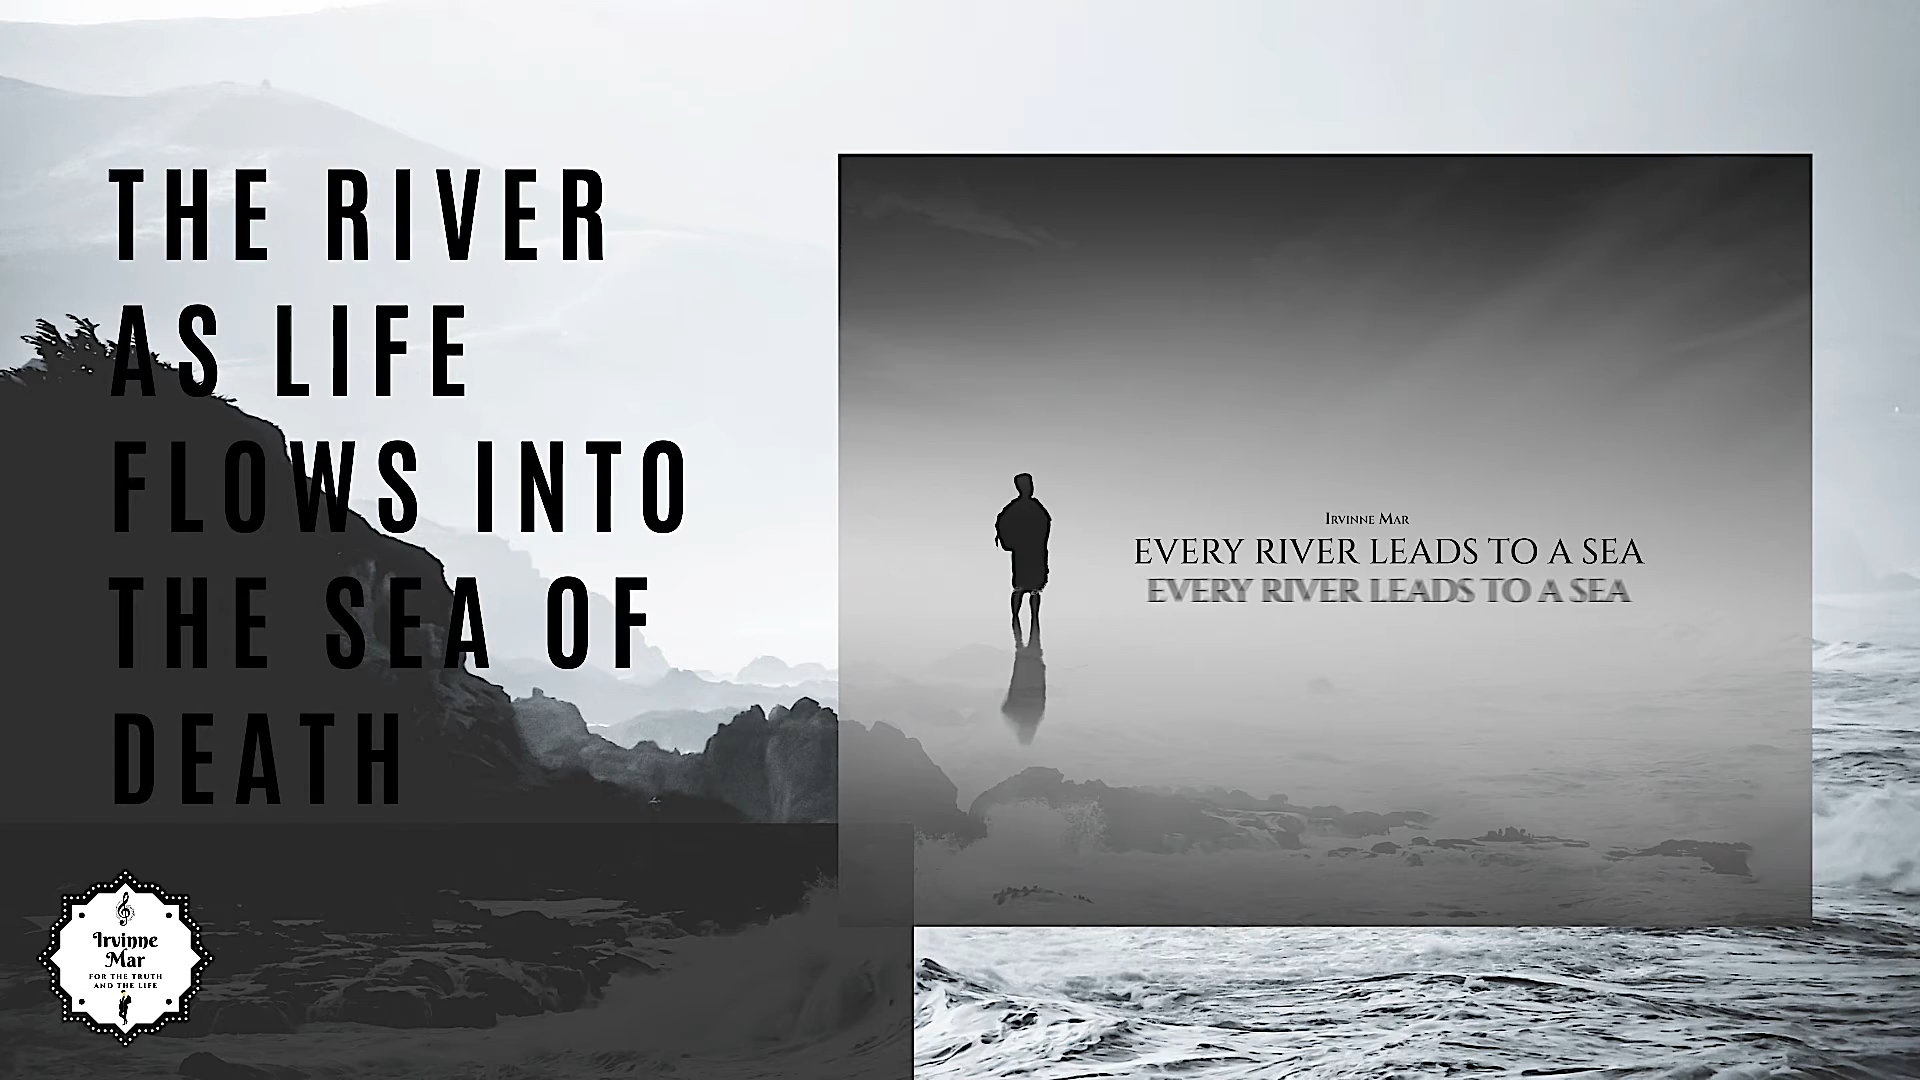 THE RIVER
AS LIFE
FLOWS INTO
THE SEA OF
DEATH
Irvinne Mar
EVERY RIVER LEADS TO A SEA
EVERY RIVER LEADS TO A SEA
Irvinne
Mar
FOR THE TRUTH
AND THE LIFE